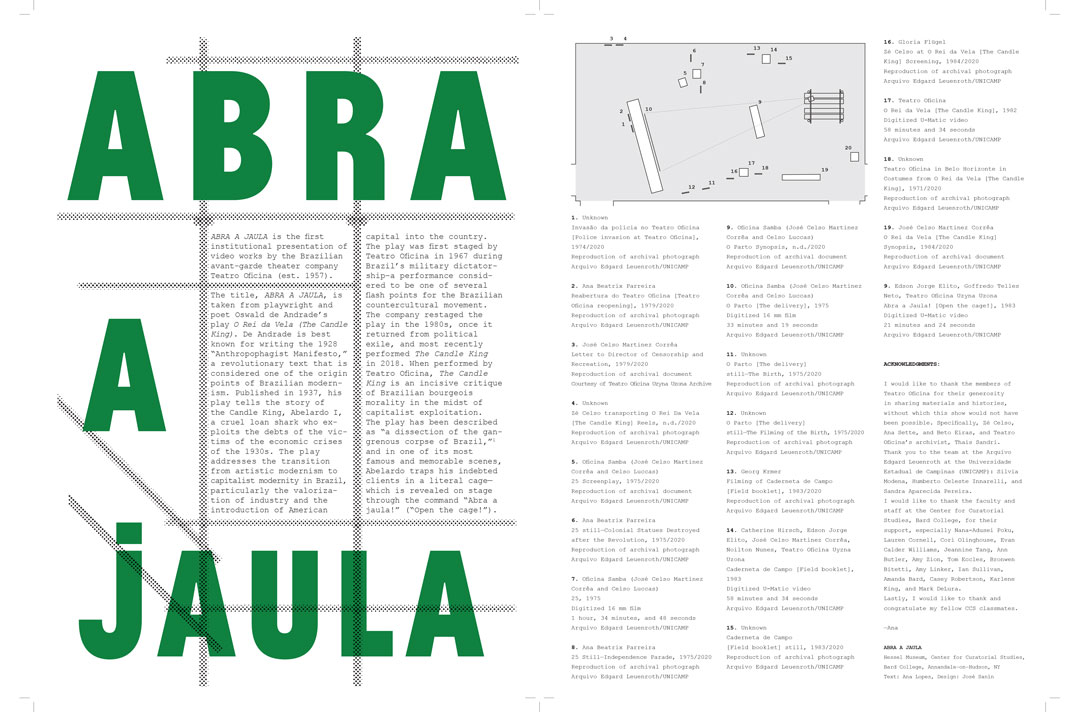 ABRA
A
jAULA
ABRA A JAULA is the first
institutional presentation of
video works by the Brazilian
avant-garde theater company
Teatro Oficina (est. 1957).
The title, ABRA A JAULA, is
taken from playwright and
poet Oswald de Andrade’s
play O Rei da Vela (The Candle
King). De Andrade is best
known for writing the 1928
“Anthropophagist Manifesto,”
a revolutionary text that is
considered one of the origin
points of Brazilian modern-
ism. Published in 1937, his
play tells the story of
the Candle King, Abelardo I,
a cruel loan shark who ex-
ploits the debts of the vic-
tims of the economic crises
of the 1930s. The play
addresses the transition
from artistic modernism to
capitalist modernity in Brazil,
particularly the valoriza-
tion of industry and the
introduction of American
capital into the country.
The play was first staged by
Teatro Oficina in 1967 during
Brazil’s military dictator-
ship—a performance consid-
ered to be one of several
flash points for the Brazilian
countercultural movement.
The company restaged the
play in the 1980s, once it
returned from political
exile, and most recently
performed The Candle King
in 2018. When performed by
Teatro Oficina, The Candle
King is an incisive critique
of Brazilian bourgeois
morality in the midst of
capitalist exploitation.
The play has been described
as “a dissection of the gan-
grenous corpse of Brazil,”¹
and in one of its most
famous and memorable scenes,
Abelardo traps his indebted
clients in a literal cage—
which is revealed on stage
through the command “Abra a
jaula!” (“Open the cage!”).
3 4
6
7
5
8
13
14
15
2
1
10
9
20
17
16
18
19
12
11
1. Unknown
Invasão da polícia no Teatro Oficina
[Police invasion at Teatro Oficina],
1974/2020
Reproduction of archival photograph
Arquivo Edgard Leuenroth/UNICAMP
2. Ana Beatriz Parreira
Reabertura do Teatro Oficina [Teatro
Oficina reopening], 1979/2020
Reproduction of archival photograph
Arquivo Edgard Leuenroth/UNICAMP
3. José Celso Martinez Corrêa
Letter to Director of Censorship and
Recreation, 1979/2020
Reproduction of archival document
Courtesy of Teatro Oficina Uzyna Uzona Archive
4. Unknown
Zé Celso transporting O Rei Da Vela
[The Candle King] Reels, n.d./2020
Reproduction of archival photograph
Arquivo Edgard Leuenroth/UNICAMP
5. Oficina Samba (José Celso Martinez
Corrêa and Celso Luccas)
25 Screenplay, 1975/2020
Reproduction of archival document
Arquivo Edgard Leuenroth/UNICAMP
6. Ana Beatriz Parreira
25 still—Colonial Statues Destroyed
after the Revolution, 1975/2020
Reproduction of archival photograph
Arquivo Edgard Leuenroth/UNICAMP
7. Oficina Samba (José Celso Martinez
Corrêa and Celso Luccas)
25, 1975
Digitized 16 mm film
1 hour, 34 minutes, and 48 seconds
Arquivo Edgard Leuenroth/UNICAMP
8. Ana Beatriz Parreira
25 Still—Independence Parade, 1975/2020
Reproduction of archival photograph
Arquivo Edgard Leuenroth/UNICAMP
9. Oficina Samba (José Celso Martinez
Corrêa and Celso Luccas)
O Parto Synopsis, n.d./2020
Reproduction of archival document
Arquivo Edgard Leuenroth/UNICAMP
10. Oficina Samba (José Celso Martinez
Corrêa and Celso Luccas)
O Parto [The delivery], 1975
Digitized 16 mm film
33 minutes and 19 seconds
Arquivo Edgard Leuenroth/UNICAMP
11. Unknown
O Parto [The delivery]
still—The Birth, 1975/2020
Reproduction of archival photograph
12. Unknown
O Parto [The delivery]
still—The Filming of the Birth, 1975/2020
Reproduction of archival photograph
13. Georg Krmer
Filming of Caderneta de Campo
[Field booklet], 1983/2020
Reproduction of archival photograph
Arquivo Edgard Leuenroth/UNICAMP
14. Catherine Hirsch, Edson Jorge
Elito, José Celso Martinez Corrêa,
Noilton Nunes, Teatro Oficina Uyzna
Uzona
Caderneta de Campo [Field booklet],
1983
Digitized U-Matic video
58 minutes and 34 seconds
Arquivo Edgard Leuenroth/UNICAMP
15. Unknown
Caderneta de Campo
[Field booklet] still, 1983/2020
Reproduction of archival photograph
Arquivo Edgard Leuenroth/UNICAMP
16. Gloria Flügel
Zé Celso at O Rei da Vela [The Candle
King] Screening, 1984/2020
Reproduction of archival photograph
Arquivo Edgard Leuenroth/UNICAMP
17. Teatro Oficina
O Rei da Vela [The Candle King], 1982
Digitized U-Matic video
58 minutes and 34 seconds
Arquivo Edgard Leuenroth/UNICAMP
18. Unknown
Teatro Oficina in Belo Horizonte in
Costumes from O Rei da Vela [The Candle
King], 1971/2020
Reproduction of archival photograph
Arquivo Edgard Leuenroth/UNICAMP
19. José Celso Martinez Corrêa
O Rei da Vela [The Candle King]
Synopsis, 1984/2020
Reproduction of archival document
Arquivo Edgard Leuenroth/UNICAMP
9. Edson Jorge Elito, Goffredo Telles
Neto, Teatro Oficina Uzyna Uzona
Abra a Jaula! [Open the cage!], 1983
Digitized U-Matic video
21 minutes and 24 seconds
Arquivo Edgard Leuenroth/UNICAMP
ACKNOWLEDGMENTS:
I would like to thank the members of
Teatro Oficina for their generosity
in sharing materials and histories,
without which this show would not have
been possible. Specifically, Zé Celso,
Ana Sette, and Beto Eiras, and Teatro
Oficina’s archivist, Thais Sandri.
Thank you to the team at the Arquivo
Edgard Leuenroth at the Universidade
Estadual de Campinas (UNICAMP): Silvia
Modena, Humberto Celeste Innarelli, and
Sandra Aparecida Pereira.
I would like to thank the faculty and
staff at the Center for Curatorial
Studies, Bard College, for their
support, especially Nana-Adusei Poku,
Lauren Cornell, Cori Olinghouse, Evan
Calder Williams, Jeannine Tang, Ann
Butler, Amy Zion, Tom Eccles, Bronwen
Bitetti, Amy Linker, Ian Sullivan,
Amanda Bard, Casey Robertson, Karlene
King, and Mark DeLura.
Lastly, I would like to thank and
congratulate my fellow CCS classmates.
—Ana
ABRA A JAULA
Hessel Museum, Center for Curatorial Studies,
Bard College, Annandale-on-Hudson, NY
Text: Ana Lopes, Design: José Sanín